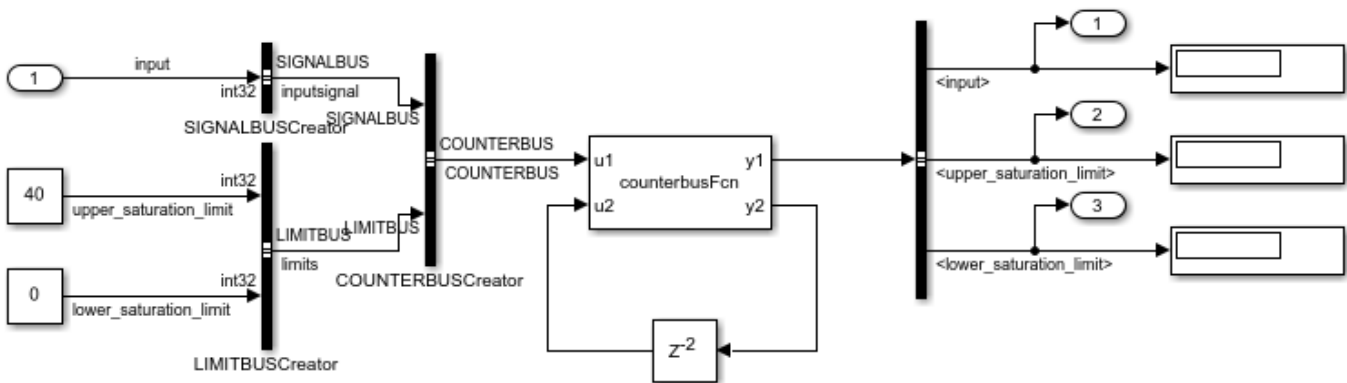 1
input
int32
SIGNALBUS
inputsignal
SIGNALBUSCreator
SIGNALBUS
40
int32
upper_saturation_limit
0
int32
lower_saturation_limit
LIMITBUS
limits
LIMITBUSCreator
LIMITBUS
COUNTERBUSCreator
COUNTERBUS
COUNTERBUS
u1
u2
counterbusFcn
y1
y2
Z-2
1
<input>
2
<upper_saturation_limit>
3
<lower_saturation_limit>